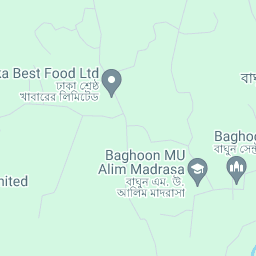 ka Best Food Ltd
ঢাকা শ্রেষ্ঠ
খাবারের লিমিটেড
বা
Baghoon MU
Alim Madrasa
বাঘুন এম. উ.
আলিম মাদরাসা
Baghoo
বাঘুন সেন্ট
nited